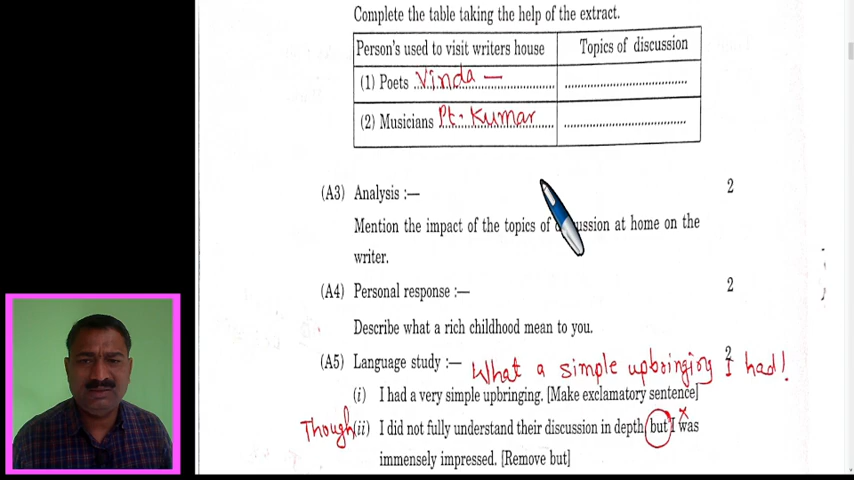 Complete the table taking the help of the extract.
Person's used to visit writers house Topics of discussion
(1) Poets Vinda —
(2) Musicians Pt. Kumar
(A3) Analysis :— 2
Mention the impact of the topics of discussion at home on the
writer.
(A4) Personal response :— 2
Describe what a rich childhood mean to you.
(A5) Language study :— 2
What a simple upbringing I had!
(i) I had a very simple upbringing. [Make exclamatory sentence]
Though (ii) I did not fully understand their discussion in depth but I was
immensely impressed. [Remove but]